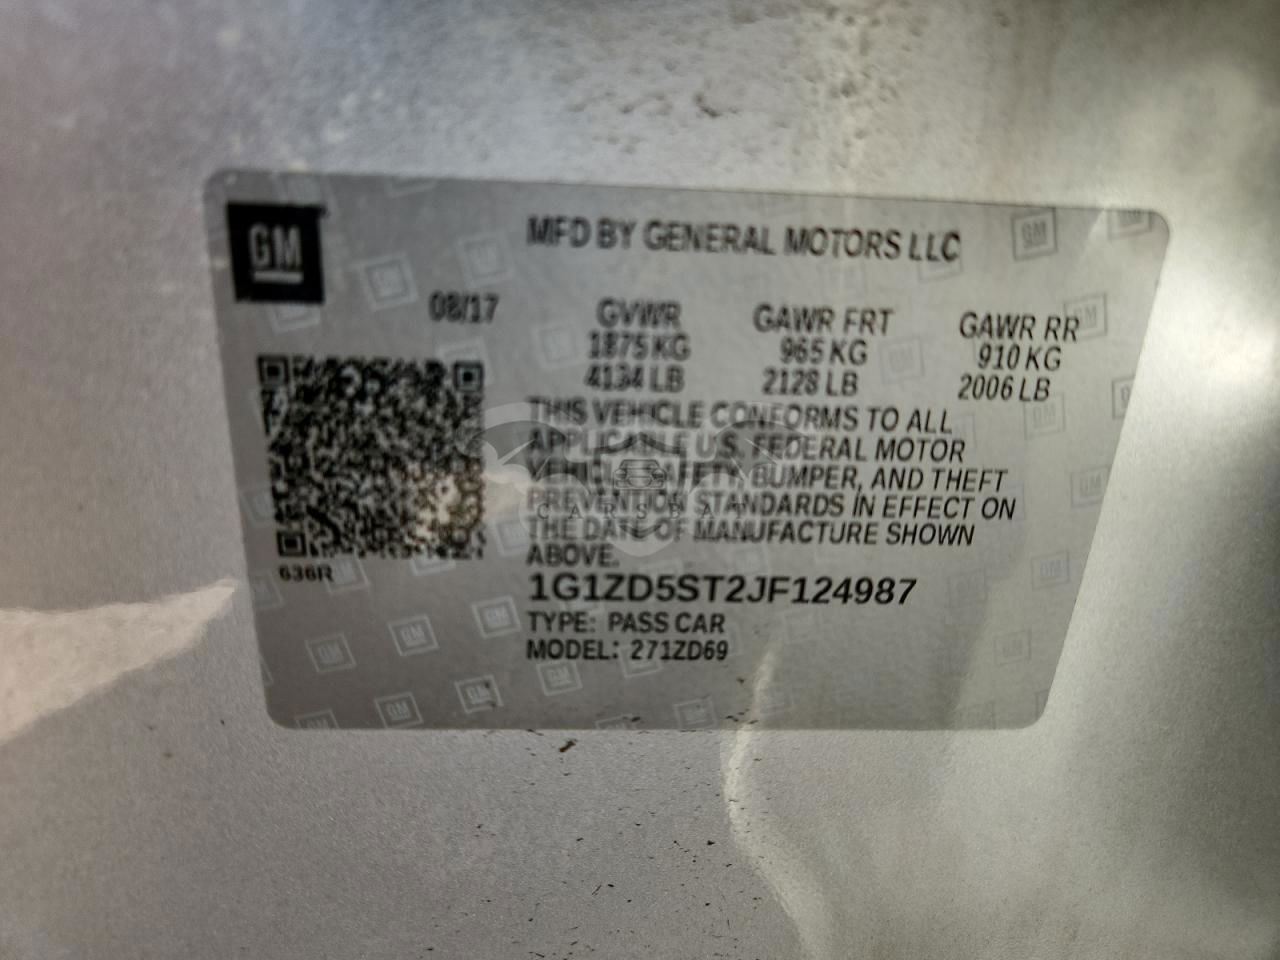 GM
MFD BY GENERAL MOTORS LLC
08/17 GVWR GAWR FRT GAWR RR
1875 KG 965 KG 910 KG
4134 LB 2128 LB 2006 LB
THIS VEHICLE CONFORMS TO ALL
APPLICABLE U.S. FEDERAL MOTOR
VEHICLE SAFETY, BUMPER, AND THEFT
PREVENTION STANDARDS IN EFFECT ON
THE DATE OF MANUFACTURE SHOWN
ABOVE.
636R
1G1ZD5ST2JF124987
TYPE: PASS CAR
MODEL: 271ZD69